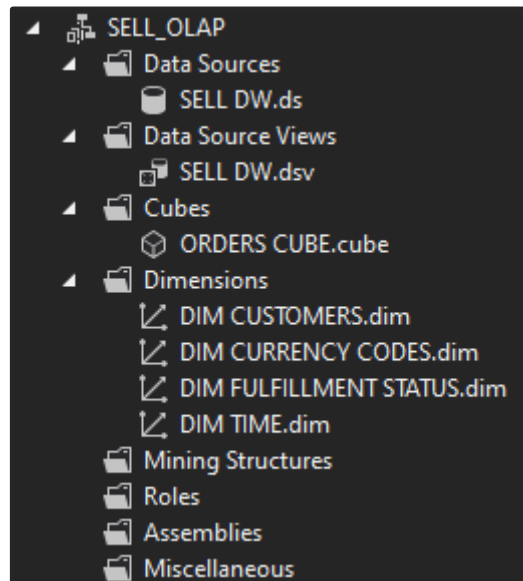 SELL_OLAP
Data Sources
SELL DW.ds
Data Source Views
SELL DW.dsv
Cubes
ORDERS CUBE.cube
Dimensions
DIM CUSTOMERS.dim
DIM CURRENCY CODES.dim
DIM FULFILLMENT STATUS.dim
DIM TIME.dim
Mining Structures
Roles
Assemblies
Miscellaneous